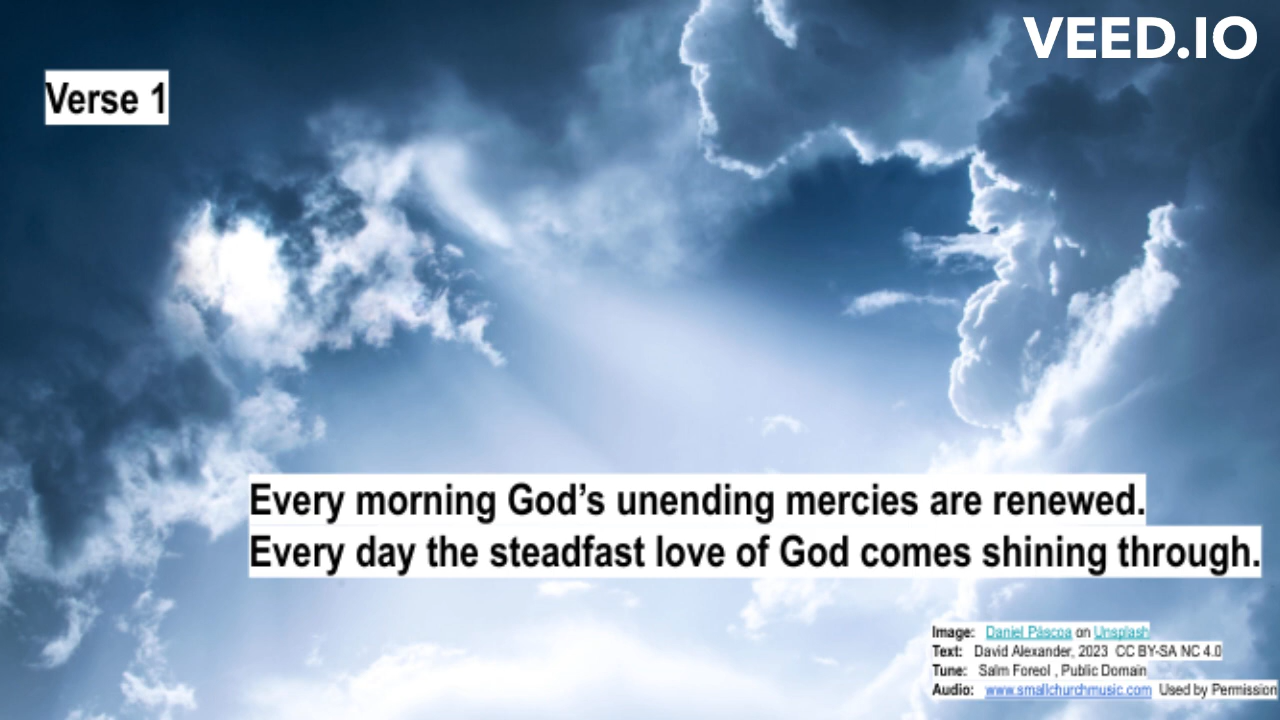 VEED.IO
Verse 1
Every morning God’s unending mercies are renewed.
Every day the steadfast love of God comes shining through.
Image: Daniel Páscoa on Unsplash
Text: David Alexander, 2023 CC BY-SA NC 4.0
Tune: Salm Foreol , Public Domain
Audio: www.smallchurchmusic.com Used by Permission